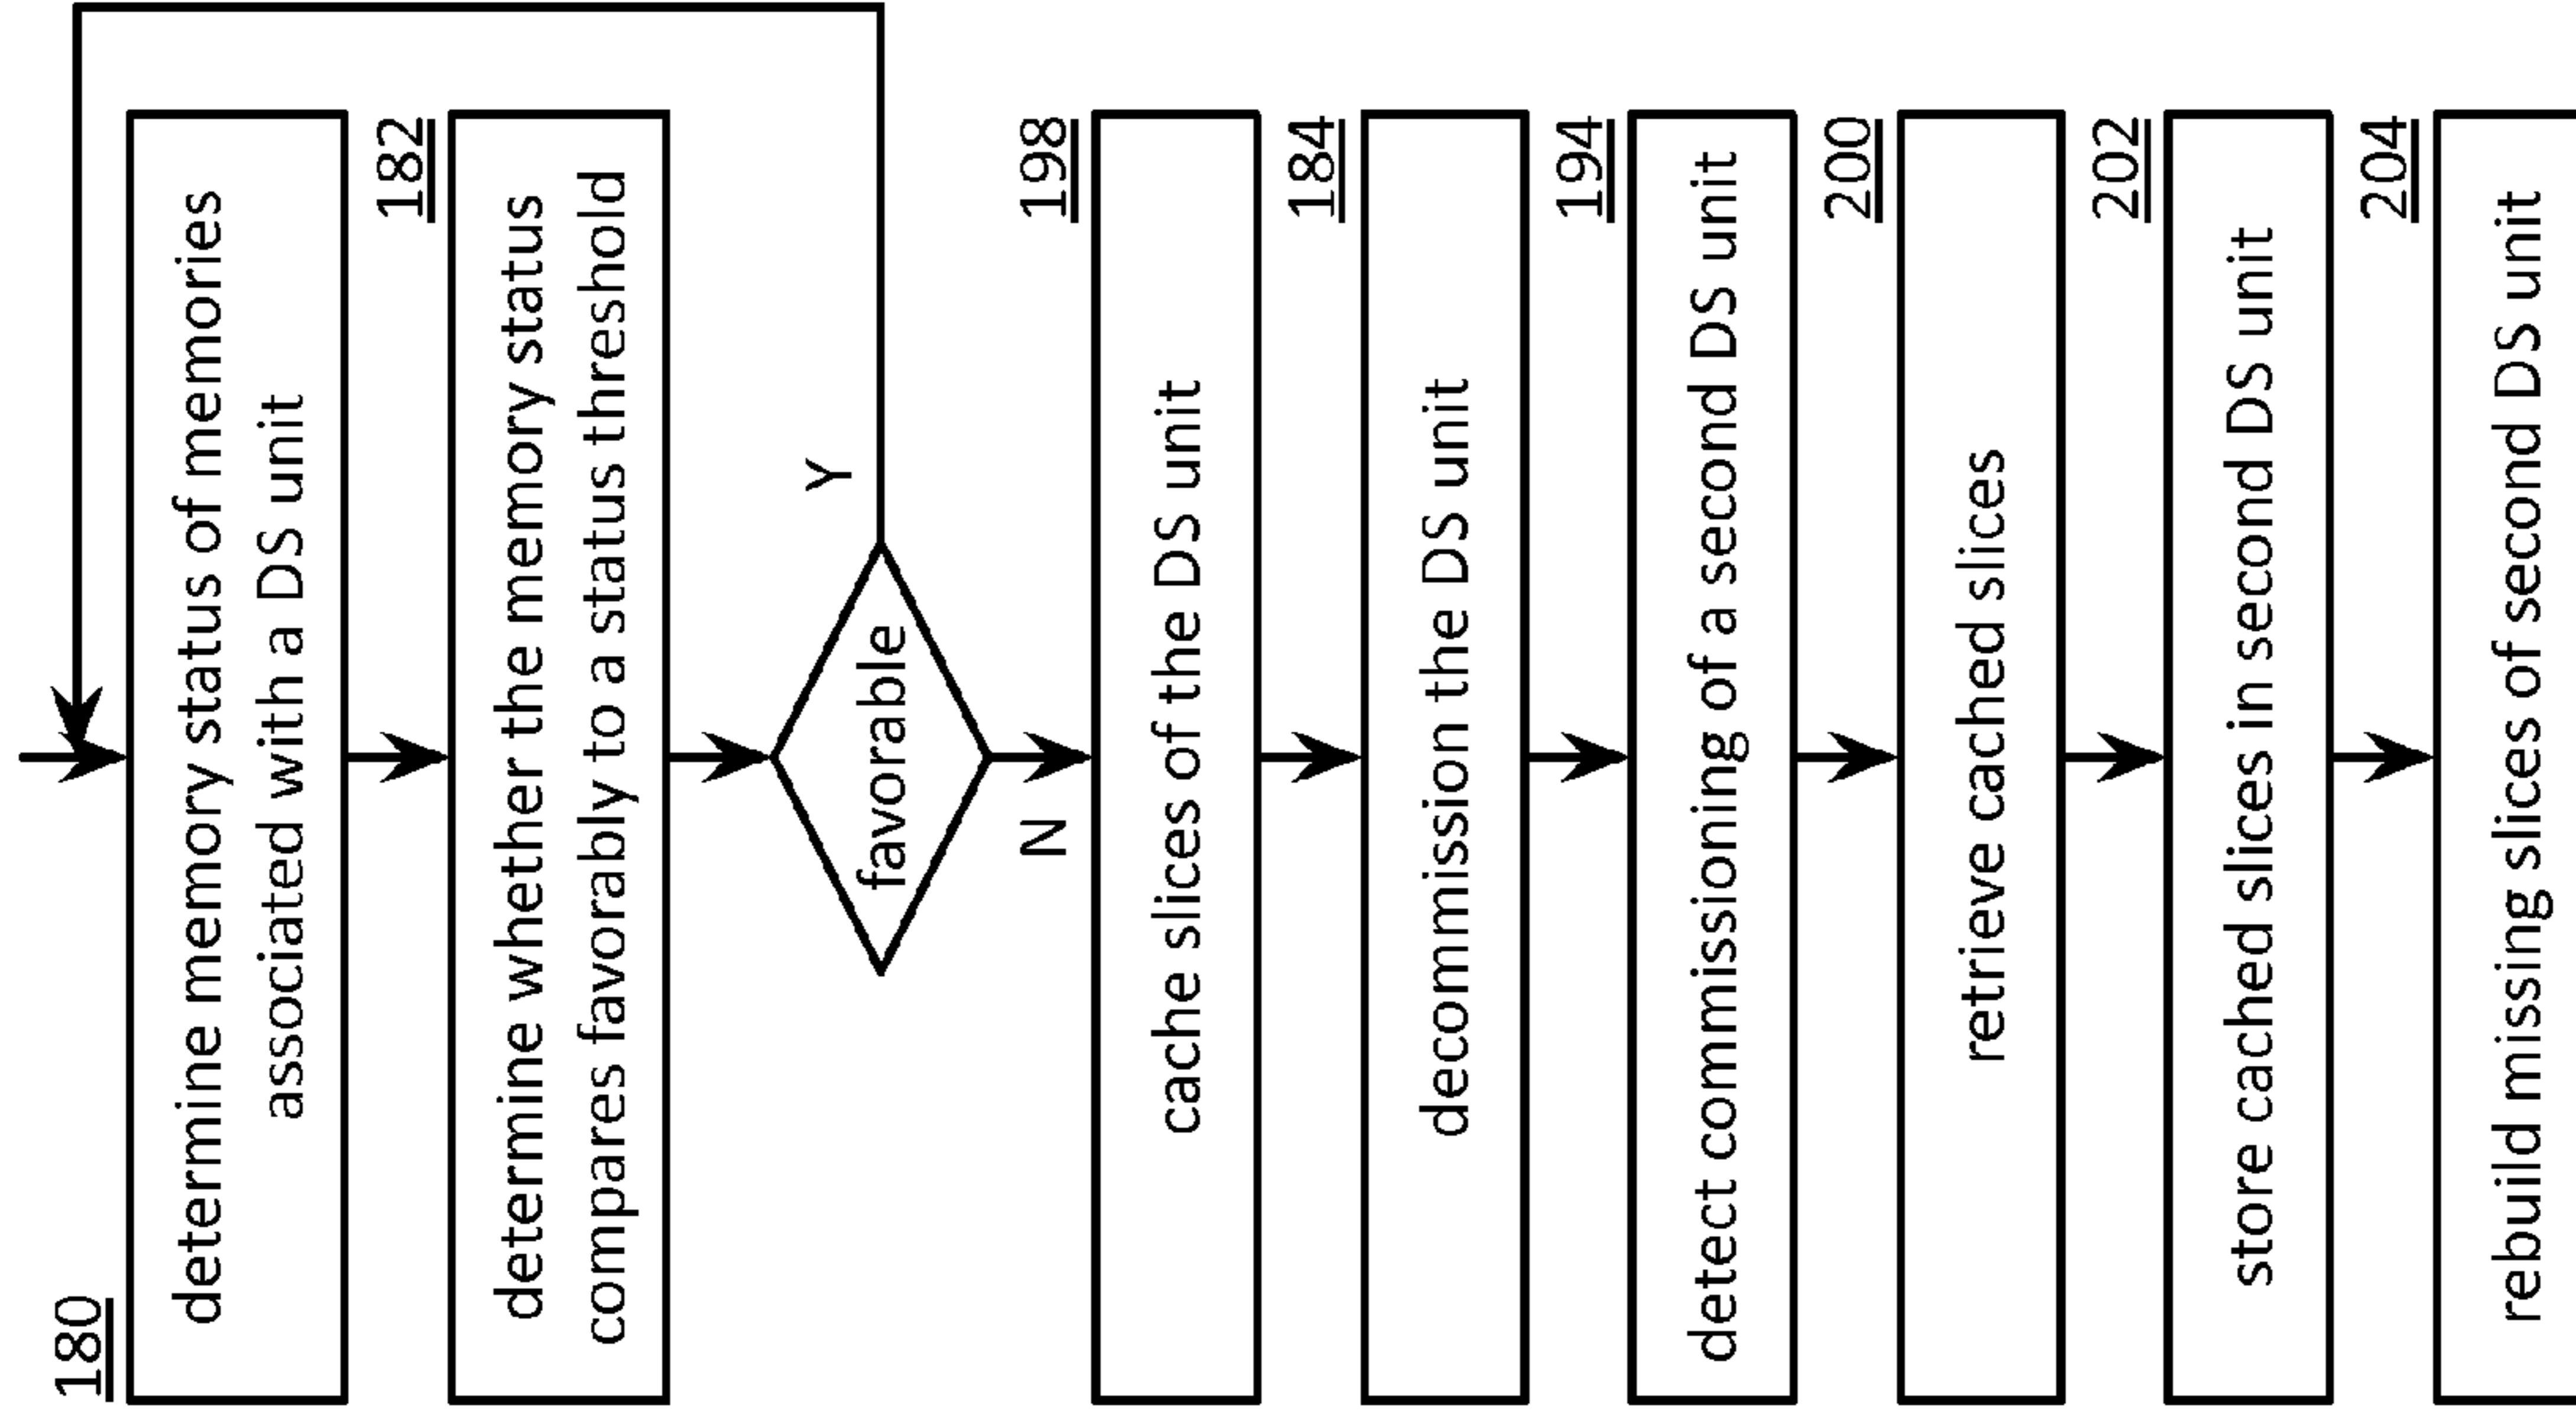 180
determine memory status of memories
associated with a DS unit
182
determine whether the memory status
compares favorably to a status threshold
favorable
Y
N
198
cache slices of the DS unit
184
decommission the DS unit
194
detect commissioning of a second DS unit
200
retrieve cached slices
202
store cached slices in second DS unit
204
rebuild missing slices of second DS unit